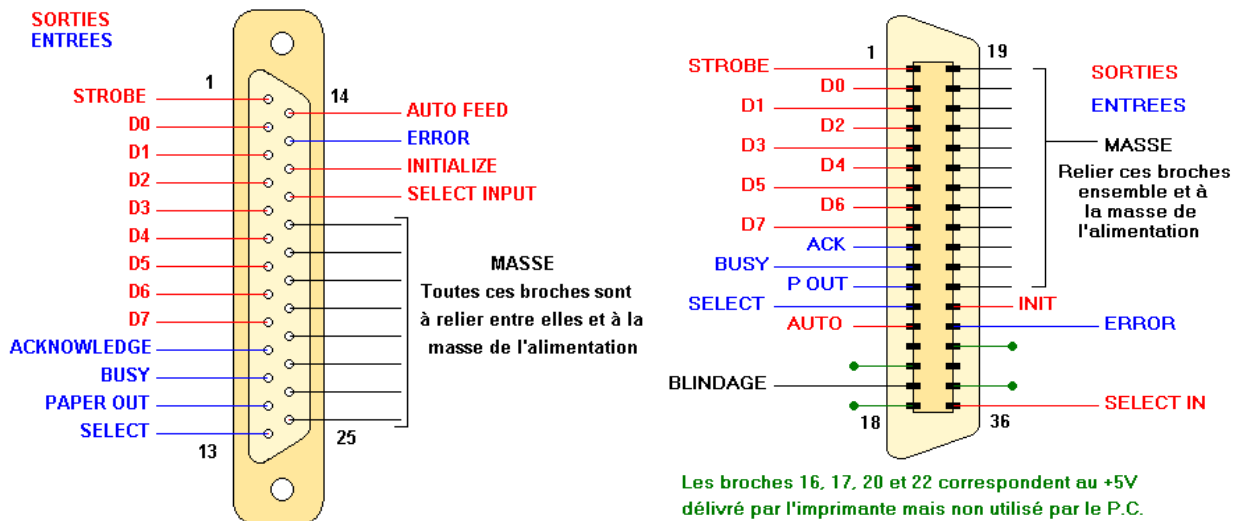 SORTIES
ENTREES
1
14
STROBE
D0
D1
D2
D3
D4
D5
D6
D7
ACKNOWLEDGE
BUSY
PAPER OUT
SELECT
13
25
AUTO FEED
ERROR
INITIALIZE
SELECT INPUT
MASSE
Toutes ces broches sont
à relier entre elles et à la
masse de l'alimentation
1
19
STROBE
D0
D1
D2
D3
D4
D5
D6
D7
ACK
BUSY
P OUT
SELECT
AUTO
BLINDAGE
18
36
SORTIES
ENTREES
MASSE
Relier ces broches
ensemble et à
la masse de
l'alimentation
INIT
ERROR
SELECT IN
Les broches 16, 17, 20 et 22 correspondent au +5V
délivré par l'imprimante mais non utilisé par le P.C.